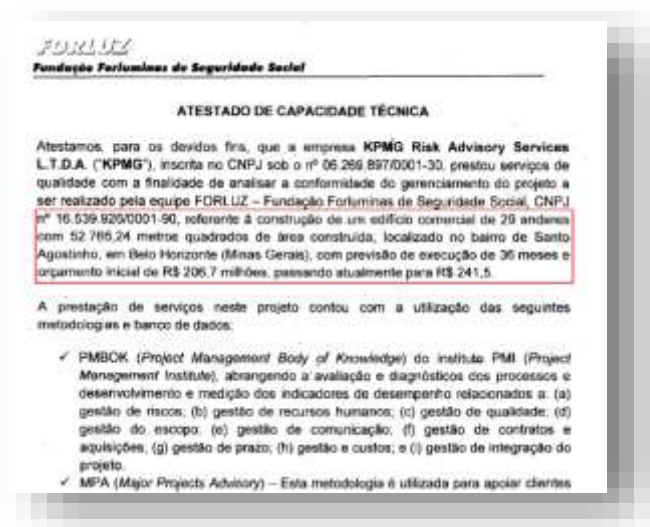 FORLUZ
Fundação Forluminas de Seguridade Social
ATESTADO DE CAPACIDADE TÉCNICA
Atestamos, para os devidos fins, que a empresa KPMG Risk Advisory Services
L.T.D.A. ("KPMG"), inscrita no CNPJ sob o nº 06.269.897/0001-30, prestou serviços de
qualidade com a finalidade de analisar a conformidade do gerenciamento do projeto a
ser realizado pela equipe FORLUZ – Fundação Forluminas de Seguridade Social, CNPJ
nº 16.539.926/0001-90, referente à construção de um edifício comercial de 29 andares
com 52.786,24 metros quadrados de área construída, localizado no bairro de Santo
Agostinho, em Belo Horizonte (Minas Gerais), com previsão de execução de 36 meses e
orçamento inicial de R$ 206,7 milhões, passando atualmente para R$ 241,5.
A prestação de serviços neste projeto contou com a utilização das seguintes
metodologias e banco de dados:
✓ PMBOK (Project Management Body of Knowledge) do instituto PMI (Project
Management Institute), abrangendo a avaliação e diagnósticos dos processos e
desenvolvimento e medição dos indicadores de desempenho relacionados a: (a)
gestão de riscos; (b) gestão de recursos humanos; (c) gestão de qualidade; (d)
gestão do escopo; (e) gestão de comunicação; (f) gestão de contratos e
aquisições; (g) gestão de prazo; (h) gestão e custos; e (i) gestão de integração do
projeto.
✓ MPA (Major Projects Advisory) – Esta metodologia é utilizada para apoiar clientes